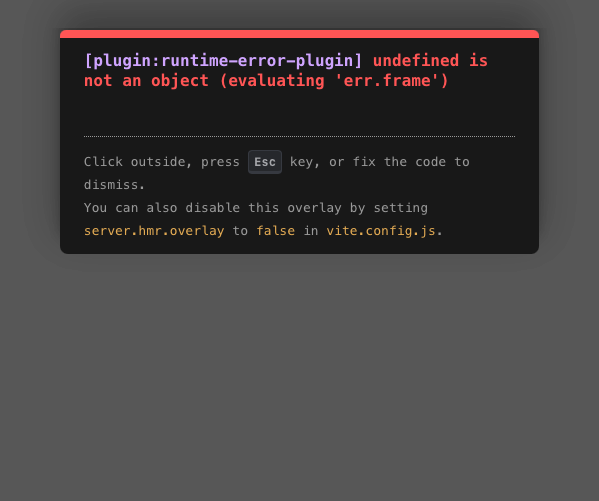 [plugin:runtime-error-plugin] undefined is
not an object (evaluating 'err.frame')
Click outside, press Esc key, or fix the code to
dismiss.
You can also disable this overlay by setting
server.hmr.overlay to false in vite.config.js.